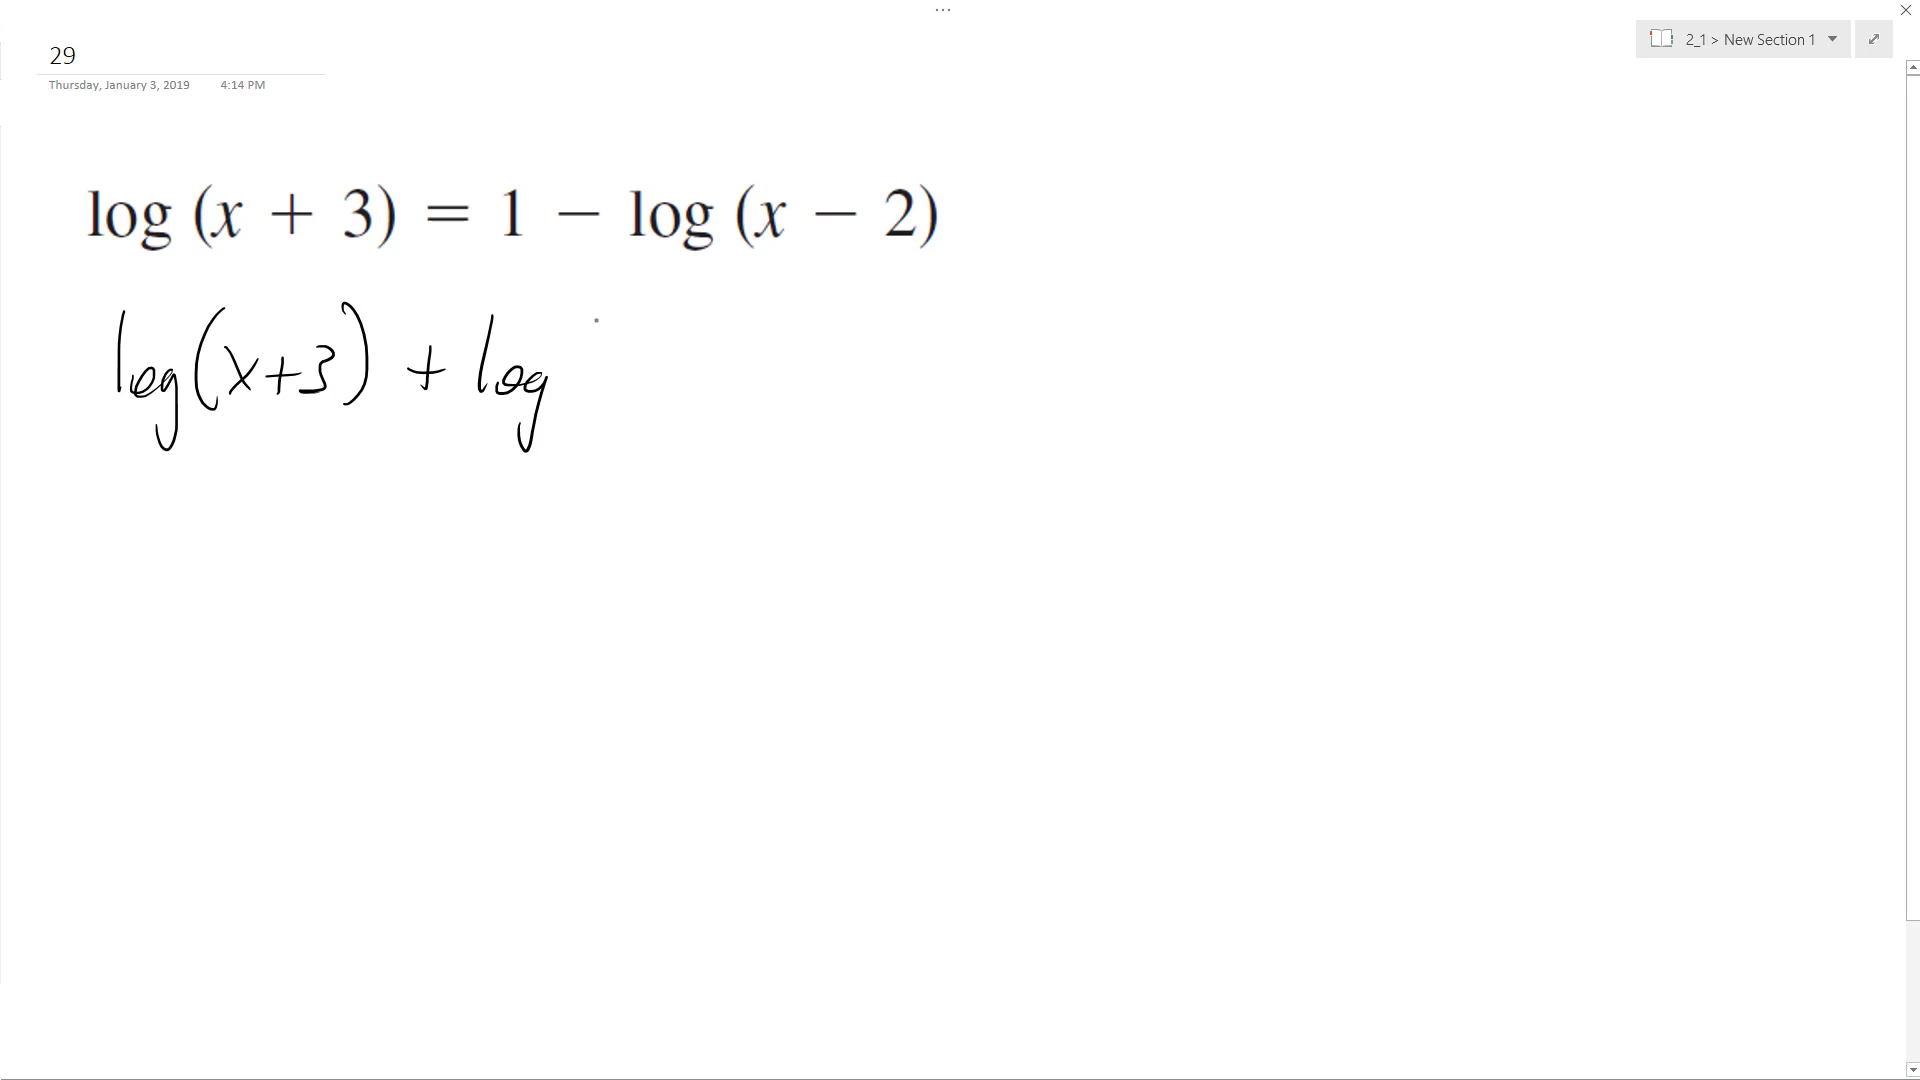 29
Thursday, January 3, 2019 4:14 PM
2_1 > New Section 1
log (x + 3) = 1 − log (x − 2)
log(x+3) + log